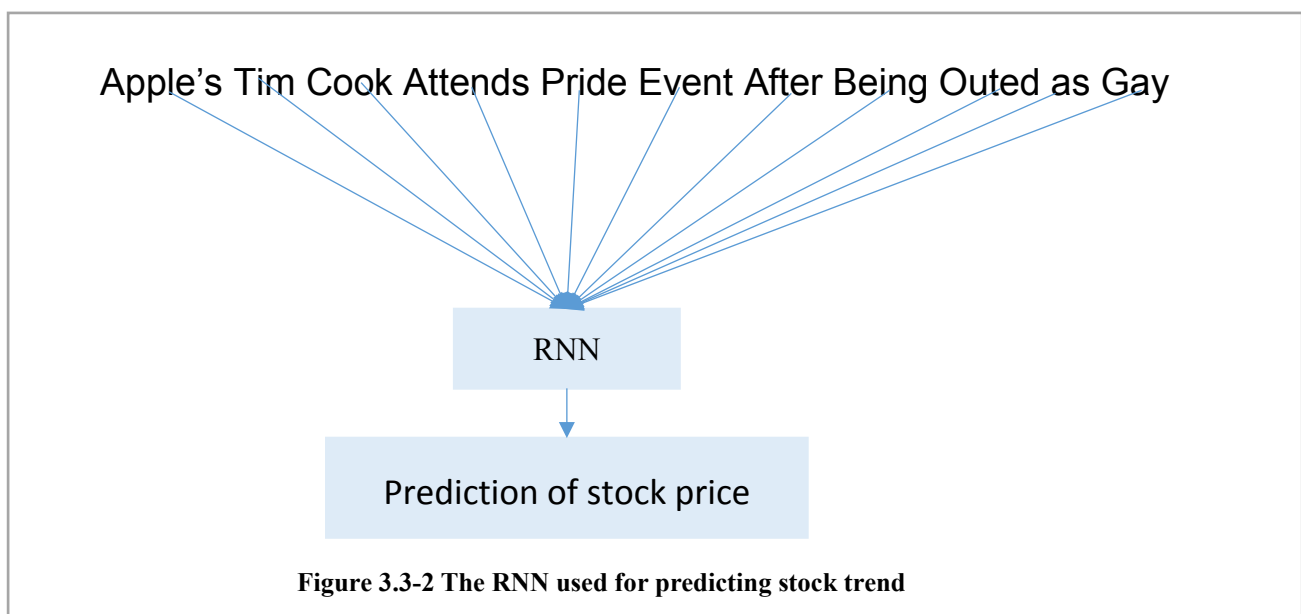 Apple’s Tim Cook Attends Pride Event After Being Outed as Gay
RNN
Prediction of stock price
Figure 3.3-2 The RNN used for predicting stock trend